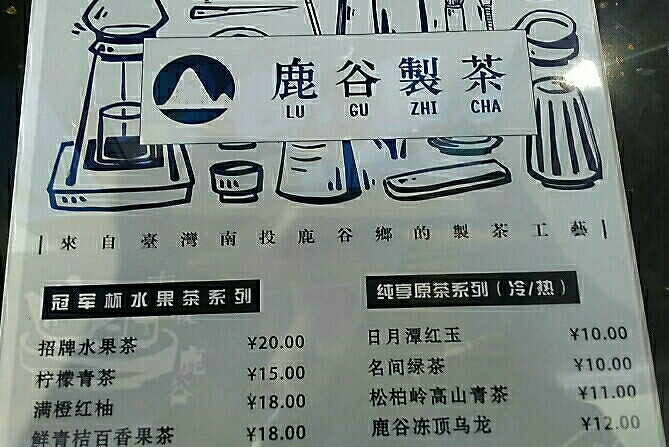 鹿谷製茶
LU GU ZHI CHA
來自臺灣南投鹿谷鄉的製茶工藝
冠军杯水果茶系列
招牌水果茶 ¥20.00
柠檬青茶 ¥15.00
满橙红柚 ¥18.00
鲜青桔百香果茶 ¥18.00
纯享原茶系列(冷/热)
日月潭红玉 ¥10.00
名间绿茶 ¥10.00
松柏岭高山青茶 ¥11.00
鹿谷冻顶乌龙 ¥12.00